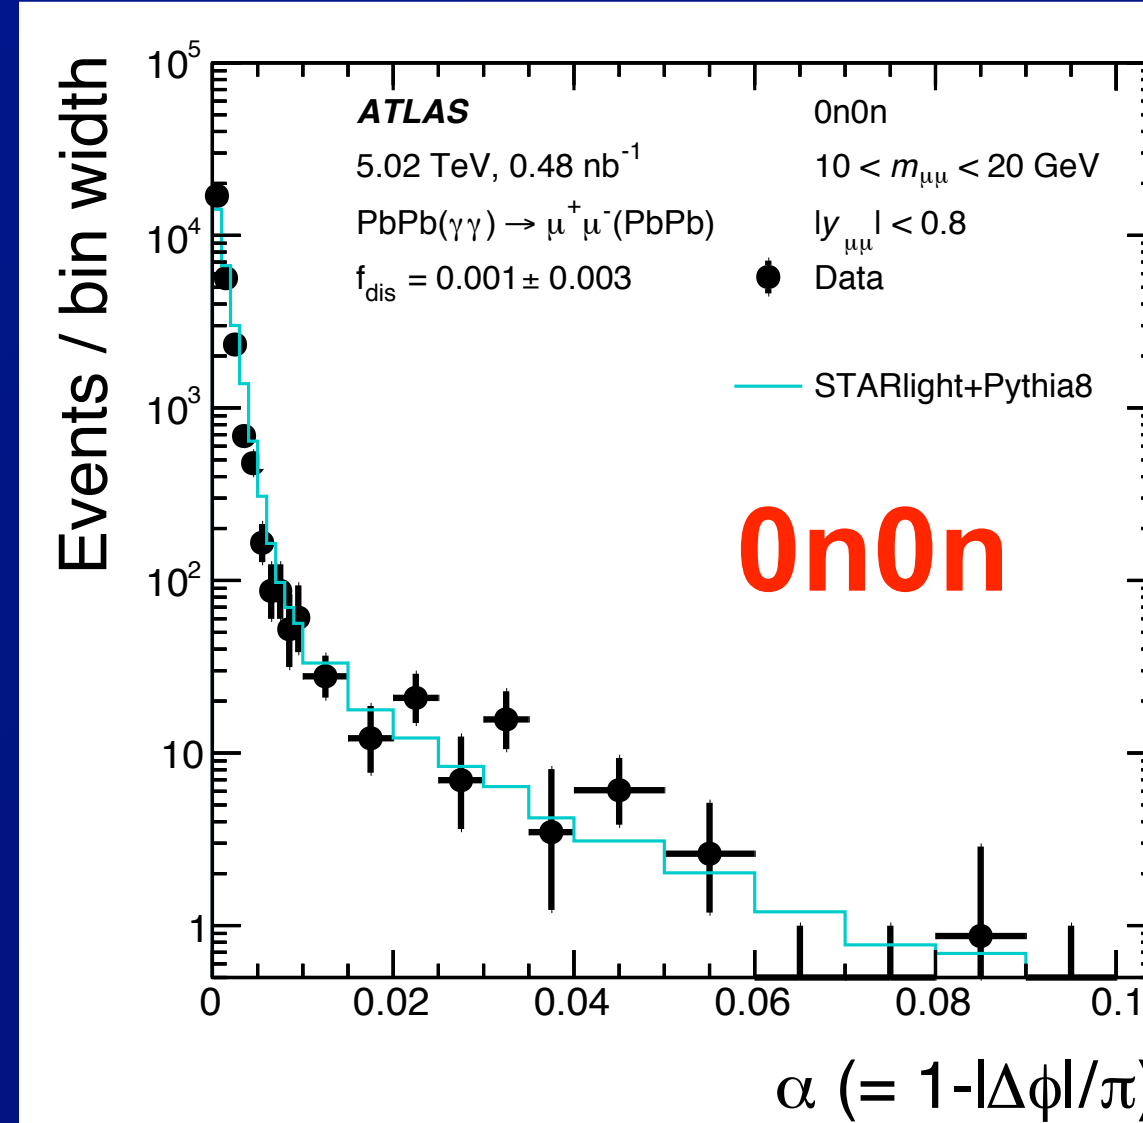 Events / bin width
10⁵
10⁴
10³
10²
10
1
ATLAS
5.02 TeV, 0.48 nb⁻¹
PbPb(γγ) → μ⁺μ⁻(PbPb)
f_dis = 0.001 ± 0.003
0n0n
10 < m_μμ < 20 GeV
|y_μμ| < 0.8
Data
STARlight+Pythia8
0n0n
0 0.02 0.04 0.06 0.08 0.1
α (= 1-|Δϕ|/π)